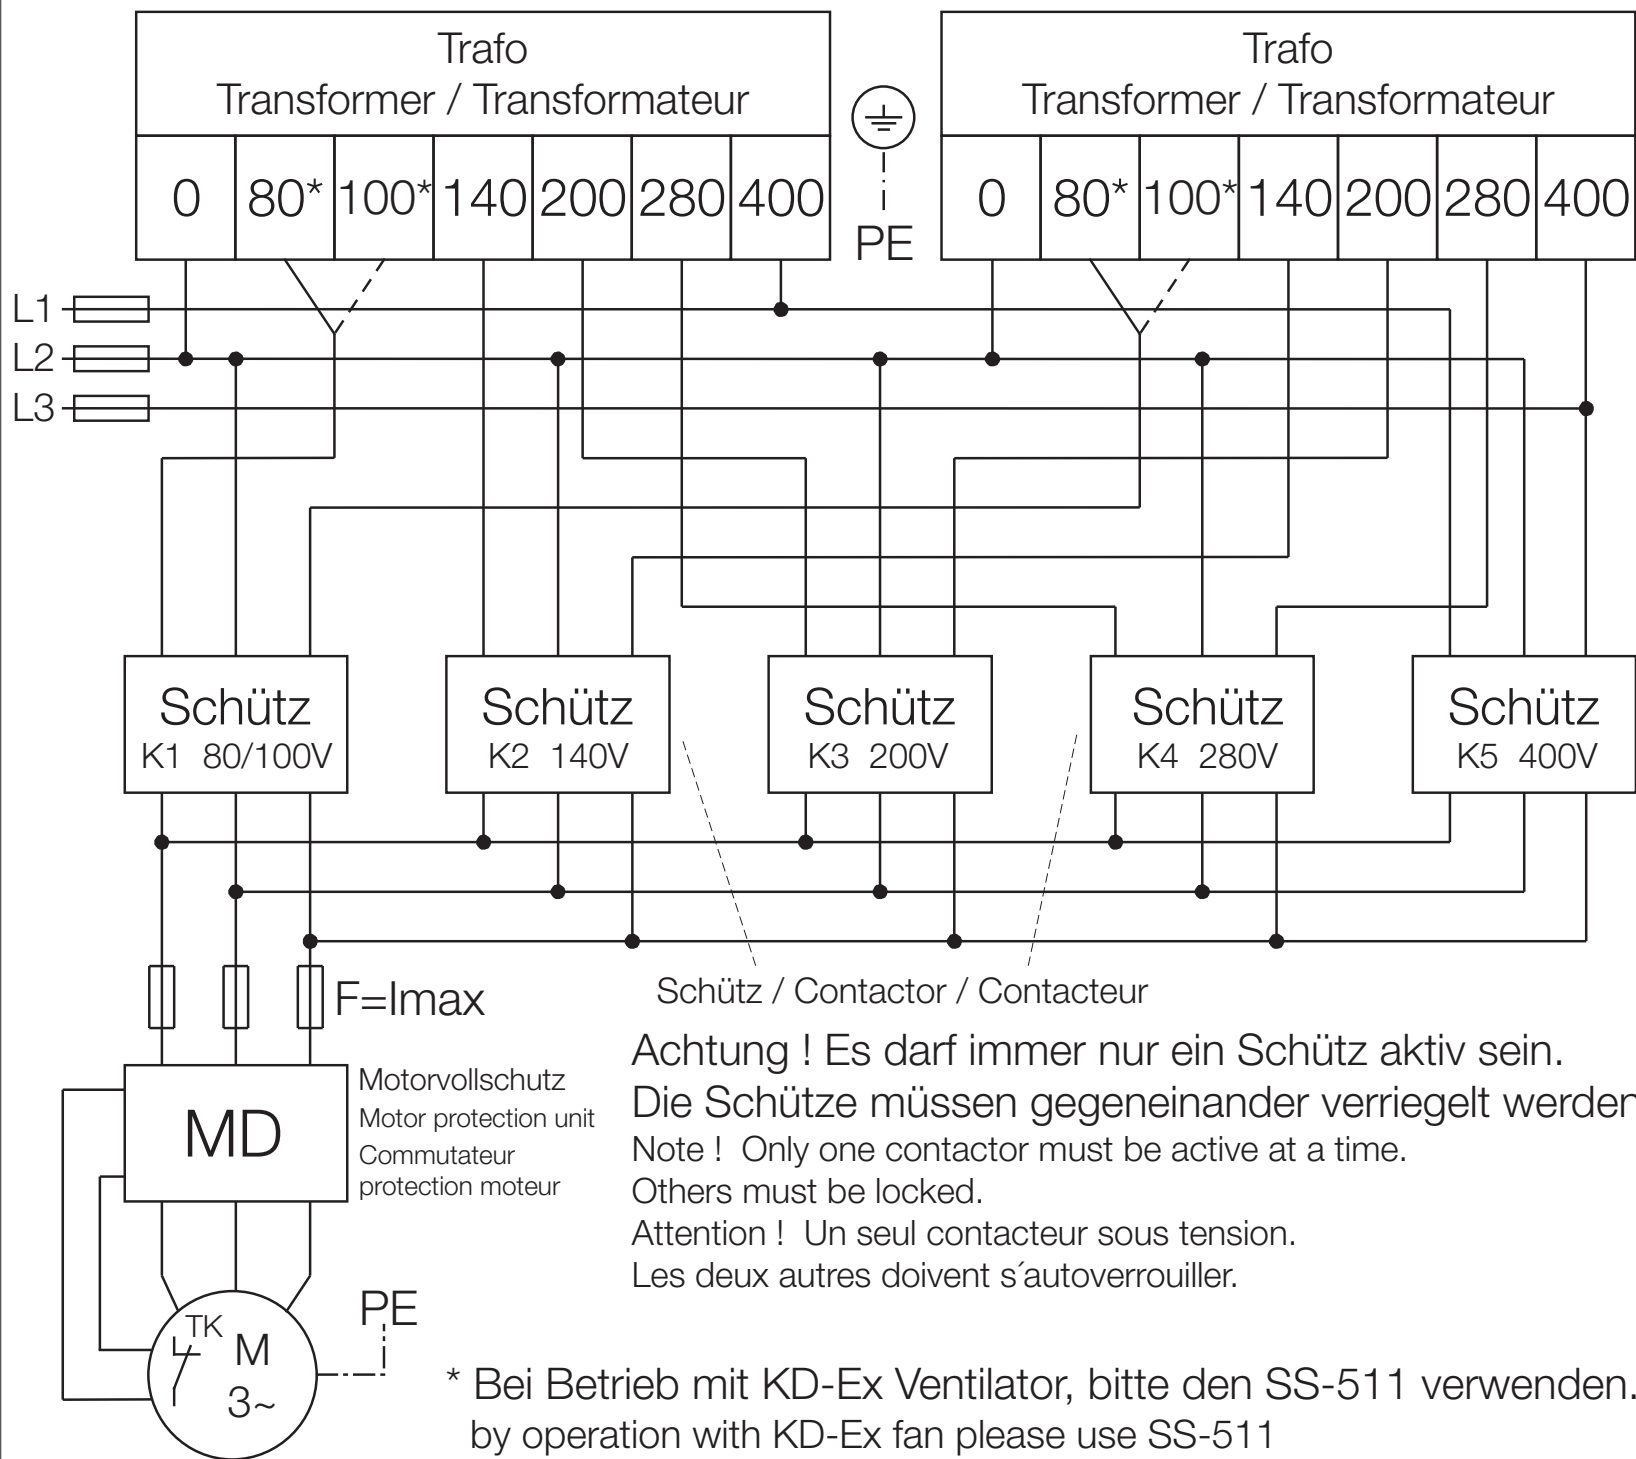 Trafo
Transformer / Transformateur
0 80* 100* 140 200 280 400
PE
Trafo
Transformer / Transformateur
0 80* 100* 140 200 280 400
L1
L2
L3
Schütz
K1 80/100V
Schütz
K2 140V
Schütz
K3 200V
Schütz
K4 280V
Schütz
K5 400V
F=Imax
Schütz / Contactor / Contacteur
MD
Motorvollschutz
Motor protection unit
Commutateur
protection moteur
Achtung ! Es darf immer nur ein Schütz aktiv sein.
Die Schütze müssen gegeneinander verriegelt werden
Note ! Only one contactor must be active at a time.
Others must be locked.
Attention ! Un seul contacteur sous tension.
Les deux autres doivent s´autoverrouiller.
TK
M
3~
PE
* Bei Betrieb mit KD-Ex Ventilator, bitte den SS-511 verwenden.
by operation with KD-Ex fan please use SS-511